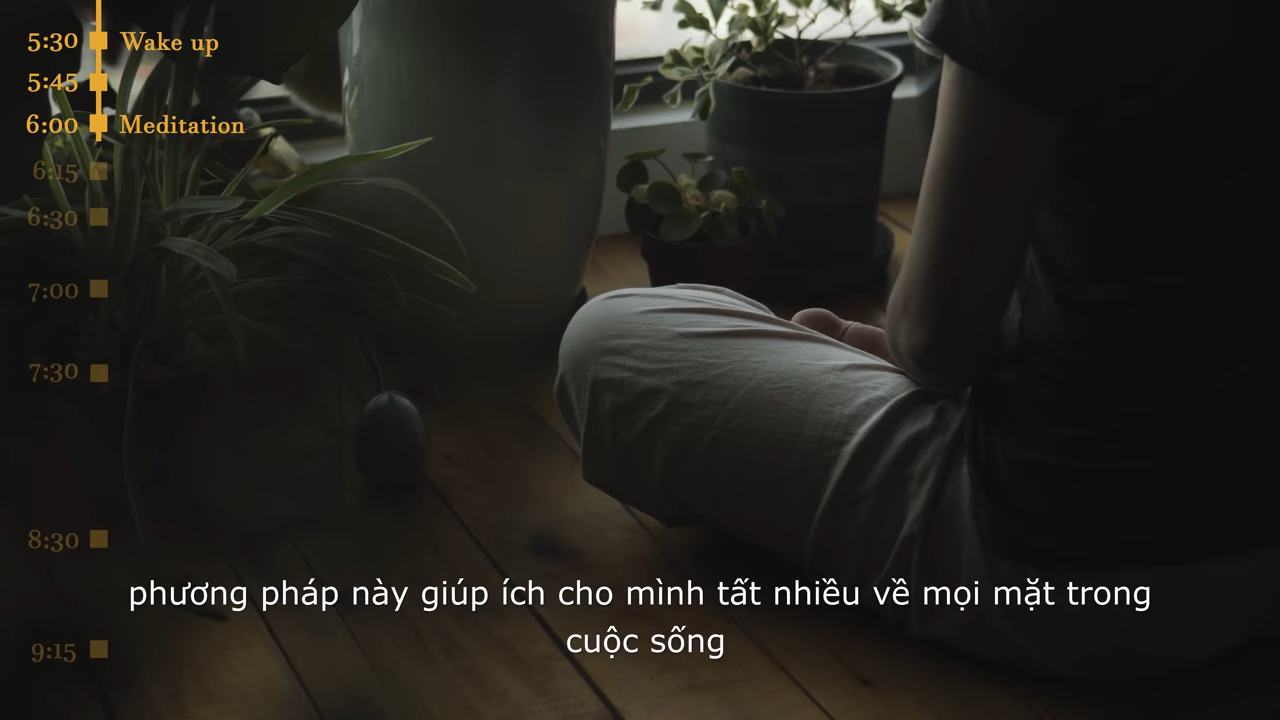 5:30 Wake up
5:45
6:00 Meditation
6:15
6:30
7:00
7:30
8:30
9:15
phương pháp này giúp ích cho mình tất nhiều về mọi mặt trong
cuộc sống